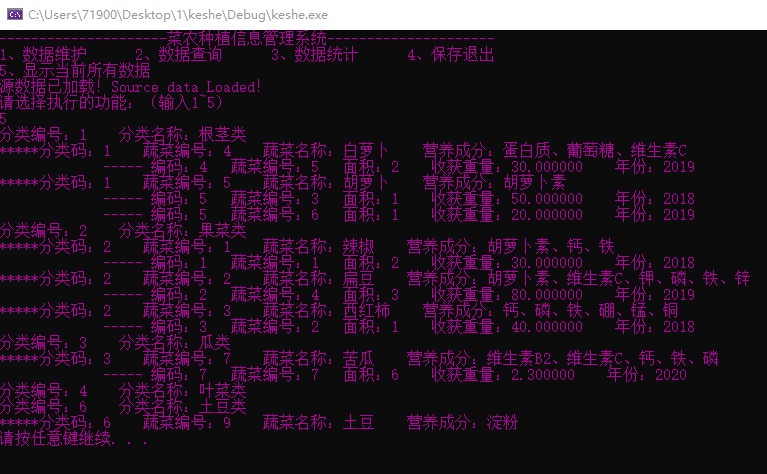 C:\Users\71900\Desktop\1\keshe\Debug\keshe.exe
---------------------菜农种植信息管理系统---------------------
1、数据维护 2、数据查询 3、数据统计 4、保存退出
5、显示当前所有数据
源数据已加载! Source data Loaded!
请选择执行的功能: (输入1~5)
5
分类编号: 1 分类名称: 根茎类
*****分类码: 1 蔬菜编号: 4 蔬菜名称: 白萝卜 营养成分: 蛋白质、葡萄糖、维生素C
----- 编码: 4 蔬菜编号: 5 面积: 2 收获重量: 30.000000 年份: 2019
*****分类码: 1 蔬菜编号: 5 蔬菜名称: 胡萝卜 营养成分: 胡萝卜素
----- 编码: 5 蔬菜编号: 3 面积: 1 收获重量: 50.000000 年份: 2018
----- 编码: 5 蔬菜编号: 6 面积: 1 收获重量: 20.000000 年份: 2019
分类编号: 2 分类名称: 果菜类
*****分类码: 2 蔬菜编号: 1 蔬菜名称: 辣椒 营养成分: 胡萝卜素、钙、铁
----- 编码: 1 蔬菜编号: 1 面积: 2 收获重量: 30.000000 年份: 2018
*****分类码: 2 蔬菜编号: 2 蔬菜名称: 扁豆 营养成分: 胡萝卜素、维生素C、钾、磷、铁、锌
----- 编码: 2 蔬菜编号: 4 面积: 3 收获重量: 80.000000 年份: 2019
*****分类码: 2 蔬菜编号: 3 蔬菜名称: 西红柿 营养成分: 钙、磷、铁、硼、锰、铜
----- 编码: 3 蔬菜编号: 2 面积: 1 收获重量: 40.000000 年份: 2018
分类编号: 3 分类名称: 瓜类
*****分类码: 3 蔬菜编号: 7 蔬菜名称: 苦瓜 营养成分: 维生素B2、维生素C、钙、铁、磷
----- 编码: 7 蔬菜编号: 7 面积: 6 收获重量: 2.300000 年份: 2020
分类编号: 4 分类名称: 叶菜类
分类编号: 6 分类名称: 土豆类
*****分类码: 6 蔬菜编号: 9 蔬菜名称: 土豆 营养成分: 淀粉
请按任意键继续. . .